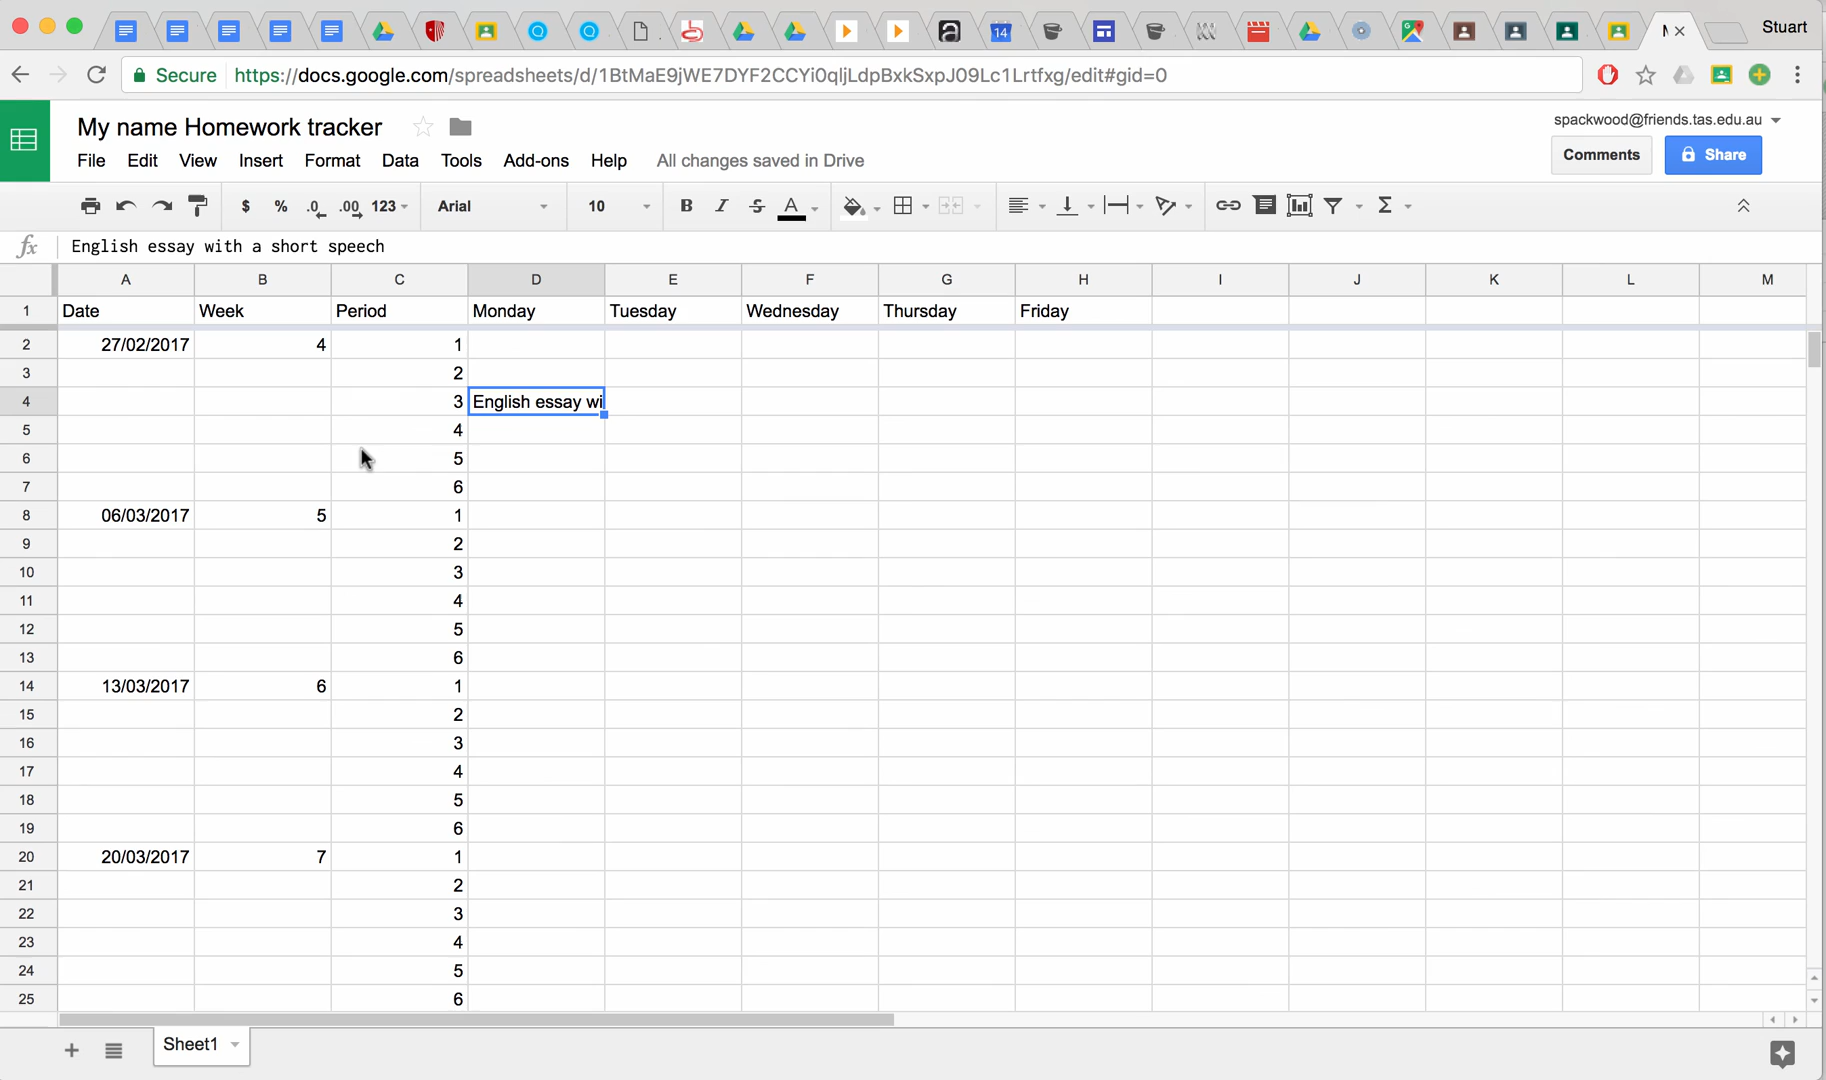 Stuart
Secure https://docs.google.com/spreadsheets/d/1BtMaE9jWE7DYF2CCYi0qljLdpBxkSxpJ09Lc1Lrtfxg/edit#gid=0
My name Homework tracker
spackwood@friends.tas.edu.au
File Edit View Insert Format Data Tools Add-ons Help All changes saved in Drive
Comments Share
$ % .0 .00 123 Arial 10 B I S A
fx English essay with a short speech
A B C D E F G H I J K L M
1 Date Week Period Monday Tuesday Wednesday Thursday Friday
2 27/02/2017 4 1
3 2
4 3 English essay wi
5 4
6 5
7 6
8 06/03/2017 5 1
9 2
10 3
11 4
12 5
13 6
14 13/03/2017 6 1
15 2
16 3
17 4
18 5
19 6
20 20/03/2017 7 1
21 2
22 3
23 4
24 5
25 6
Sheet1